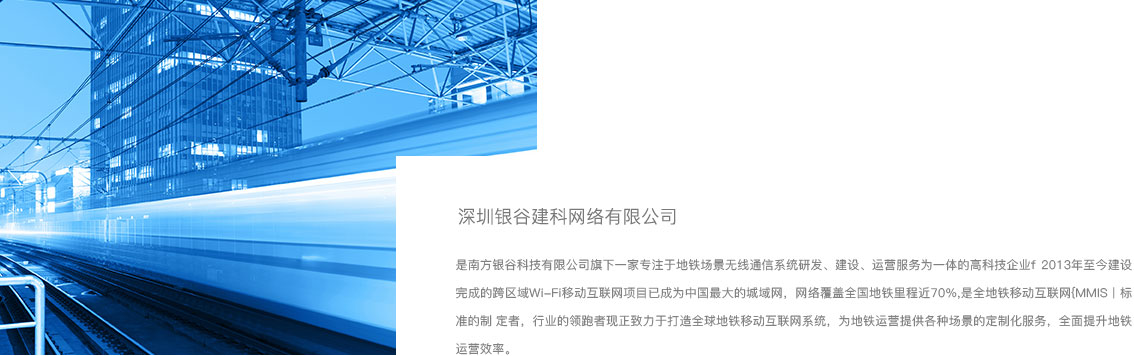 深圳银谷建科网络有限公司
是南方银谷科技有限公司旗下一家专注于地铁场景无线通信系统研发、建设、运营服务为一体的高科技企业f 2013年至今建设
完成的跨区域Wi-Fi移动互联网项目已成为中国最大的城域网，网络覆盖全国地铁里程近70%,是全地铁移动互联网{MMIS｜标
准的制 定者，行业的领跑者现正致力于打造全球地铁移动互联网系统，为地铁运营提供各种场景的定制化服务，全面提升地铁
运营效率。